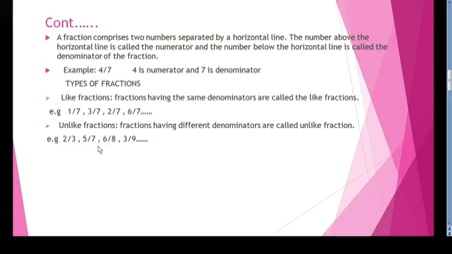 Cont......
A fraction comprises two numbers separated by a horizontal line. The number above the
horizontal line is called the numerator and the number below the horizontal line is called the
denominator of the fraction.
Example: 4/7 4 is numerator and 7 is denominator
TYPES OF FRACTIONS
Like fractions: fractions having the same denominators are called the like fractions.
e.g 1/7 , 3/7 , 2/7 , 6/7......
Unlike fractions: fractions having different denominators are called unlike fraction.
e.g 2/3 , 5/7 , 6/8 , 3/9......